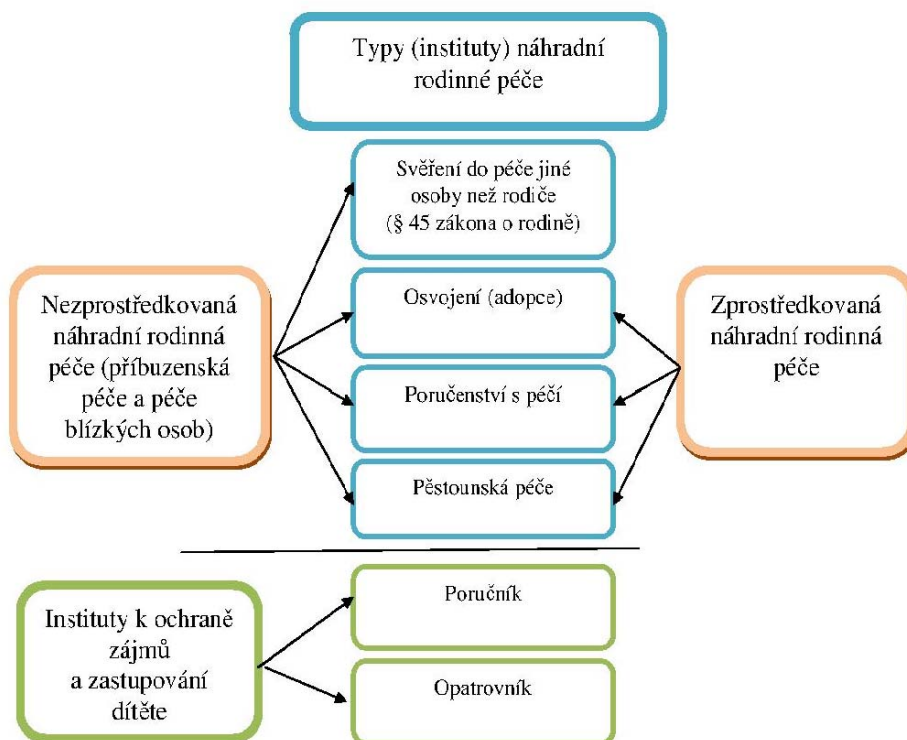 Typy (instituty) náhradní
rodinné péče
Svěření do péče jiné
osoby než rodiče
(§ 45 zákona o rodině)
Nezprostředkovaná
náhradní rodinná
péče (příbuzenská
péče a péče
blízkých osob)
Osvojení (adopce)
Poručenství s péčí
Pěstounská péče
Zprostředkovaná
náhradní rodinná
péče
Instituty k ochraně
zájmů
a zastupování
dítěte
Poručník
Opatrovník